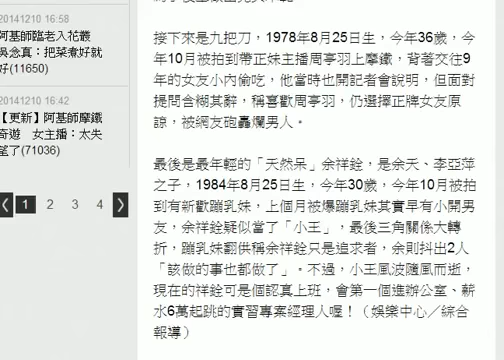 20141210 16:58
阿基師臨老入花叢
吳念真：把菜煮好就
好(11650)
20141210 16:42
【更新】阿基師摩鐵
奇遊　女主播：太失
望了(71036)
1 2 3 4
接下來是九把刀，1978年8月25日生，今年36歲，今
年10月被拍到帶正妹主播周亭羽上摩鐵，背著交往9
年的女友小內偷吃，他當時也開記者會說明，但面對
提問含糊其辭，稱喜歡周亭羽，仍選擇正牌女友原
諒，被網友砲轟爛男人。
最後是最年輕的「天然呆」余祥銓，是余天、李亞萍
之子，1984年8月25日生，今年30歲，今年10月被拍
到有新歡蹦乳妹，上個月被爆蹦乳妹其實早有小開男
友，余祥銓疑似當了「小王」，最後三角關係大轉
折，蹦乳妹翻供稱余祥銓只是追求者，余則抖出2人
「該做的事也都做了」。不過，小王風波隨風而逝，
現在的祥銓可是個認真上班，會第一個進辦公室、薪
水6萬起跳的實習專案經理人喔！（娛樂中心／綜合
報導）